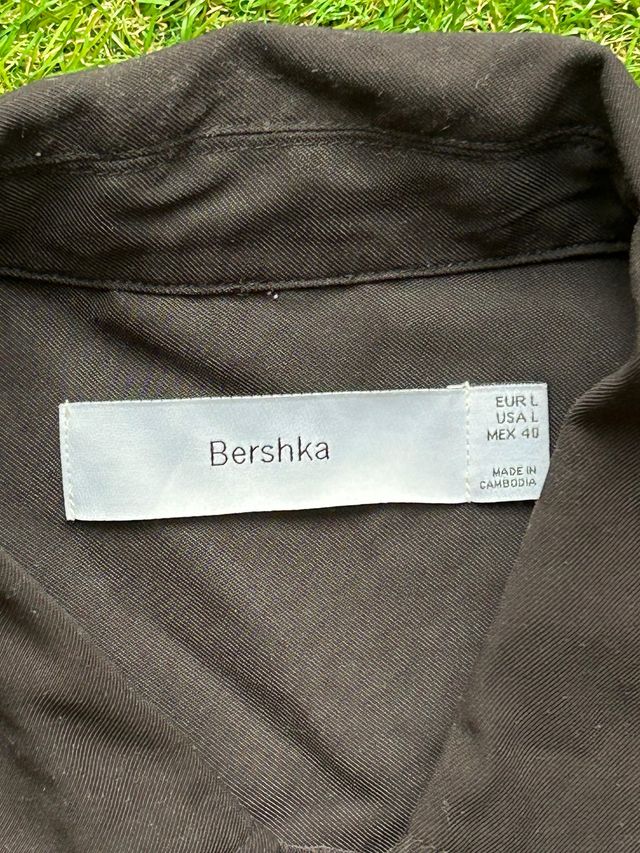 Bershka
EUR L
USA L
MEX 40
MADE IN
CAMBODIA